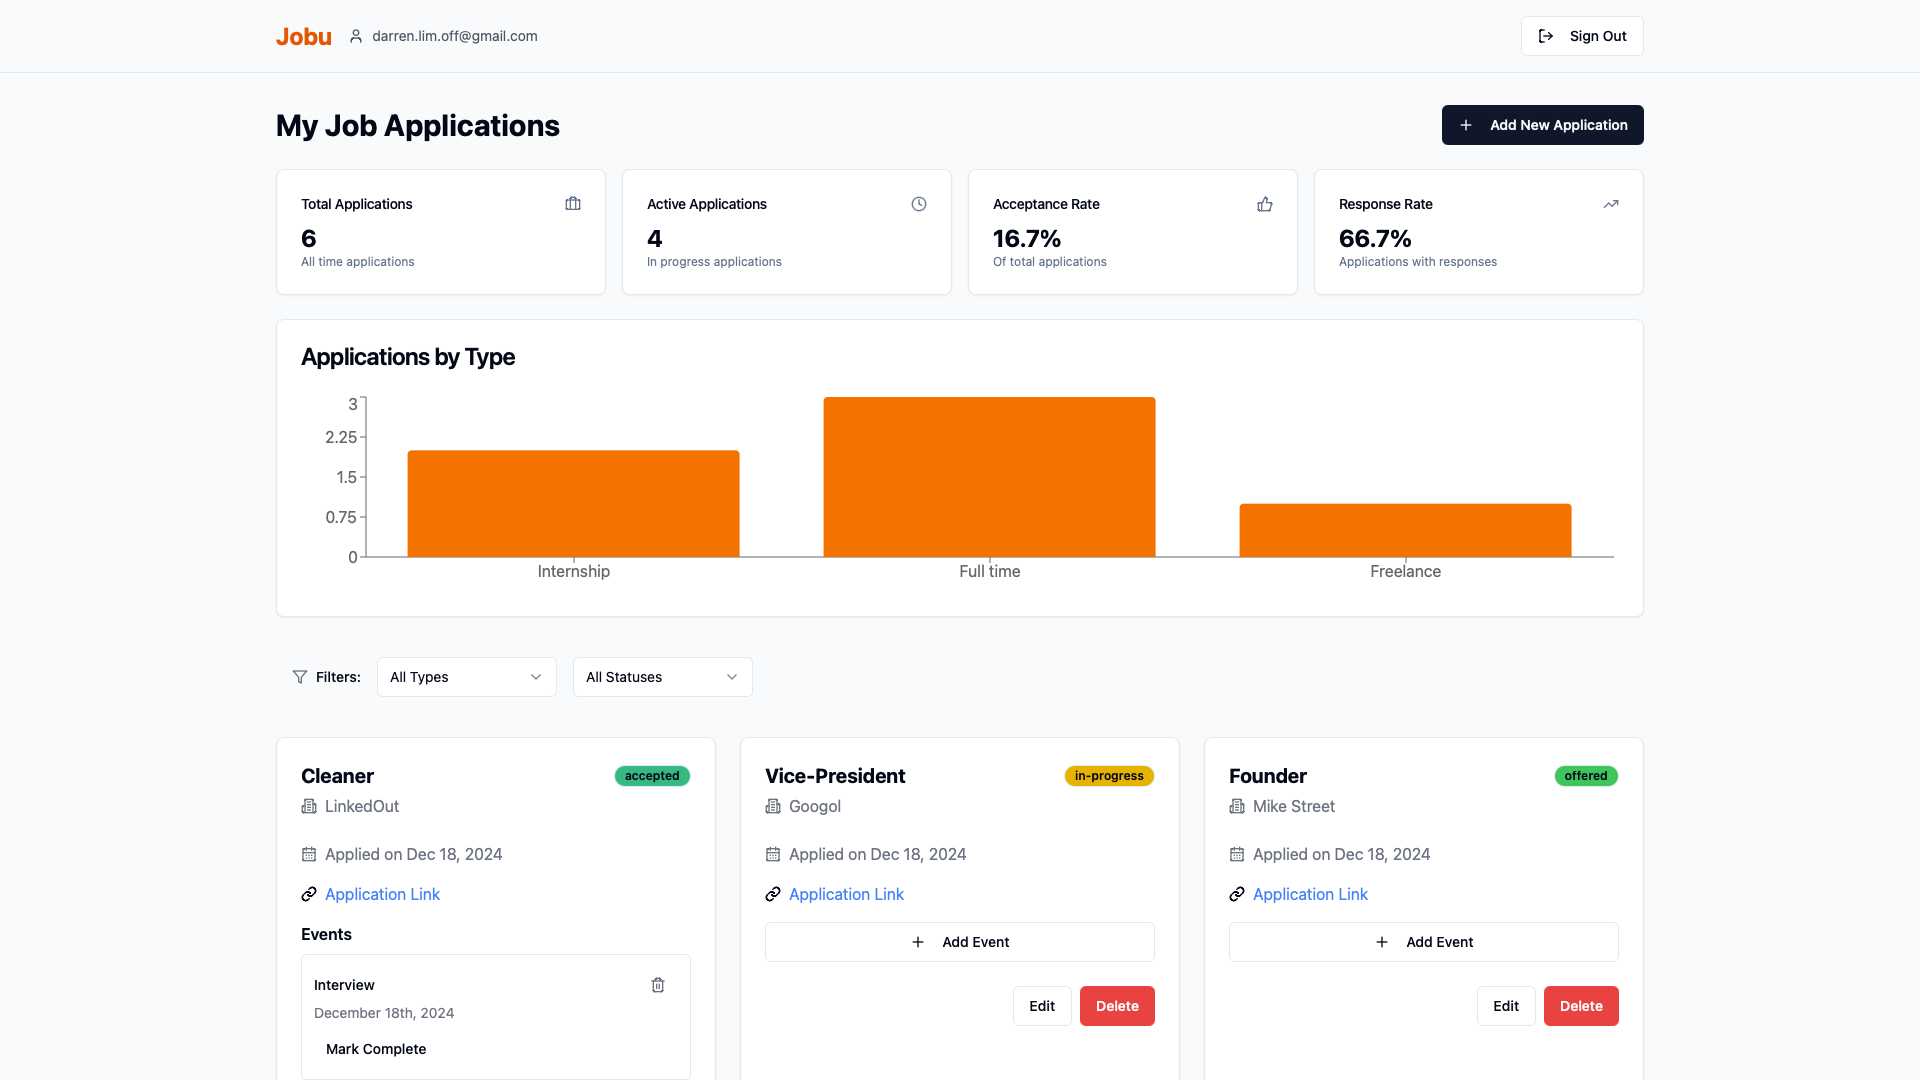 Jobu
darren.lim.off@gmail.com
Sign Out
My Job Applications
Add New Application
Total Applications
6
All time applications
Active Applications
4
In progress applications
Acceptance Rate
16.7%
Of total applications
Response Rate
66.7%
Applications with responses
Applications by Type
3
2.25
1.5
0.75
0
Internship
Full time
Freelance
Filters:
All Types
All Statuses
Cleaner
accepted
LinkedOut
Applied on Dec 18, 2024
Application Link
Events
Interview
December 18th, 2024
Mark Complete
Vice-President
in-progress
Googol
Applied on Dec 18, 2024
Application Link
Add Event
Edit
Delete
Founder
offered
Mike Street
Applied on Dec 18, 2024
Application Link
Add Event
Edit
Delete